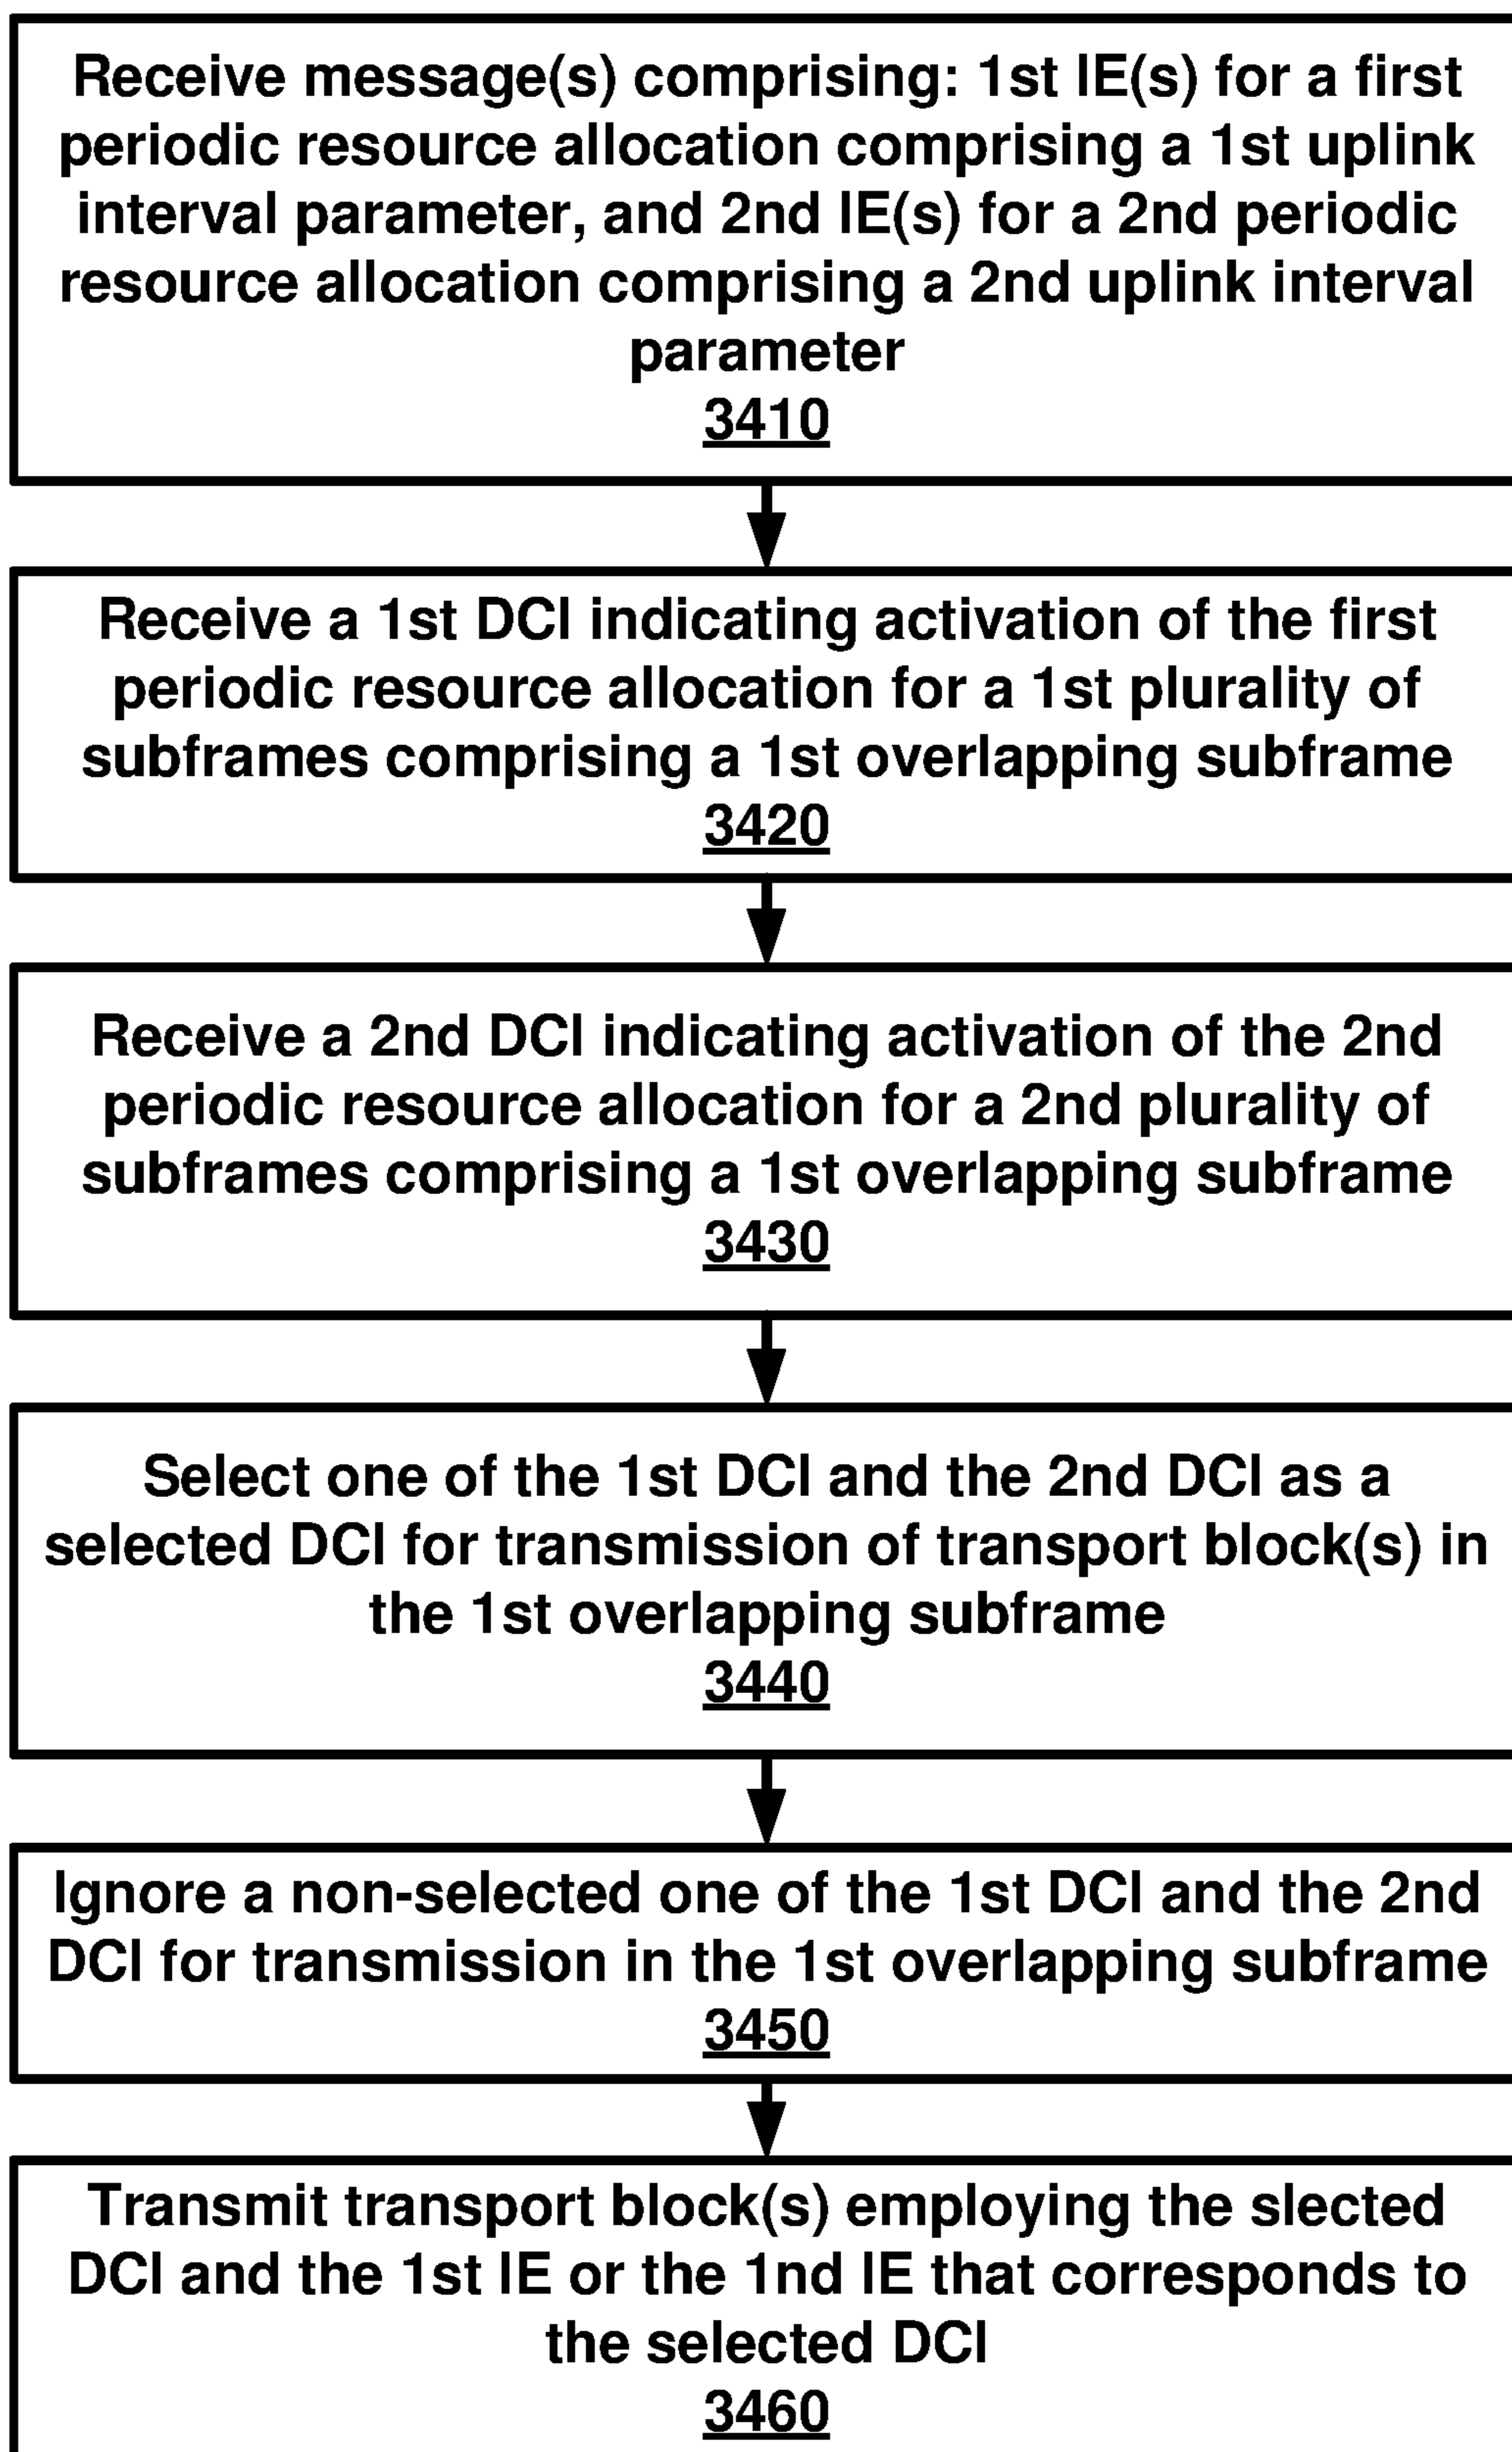 Receive message(s) comprising: 1st IE(s) for a first
periodic resource allocation comprising a 1st uplink
interval parameter, and 2nd IE(s) for a 2nd periodic
resource allocation comprising a 2nd uplink interval
parameter
3410
Receive a 1st DCI indicating activation of the first
periodic resource allocation for a 1st plurality of
subframes comprising a 1st overlapping subframe
3420
Receive a 2nd DCI indicating activation of the 2nd
periodic resource allocation for a 2nd plurality of
subframes comprising a 1st overlapping subframe
3430
Select one of the 1st DCI and the 2nd DCI as a
selected DCI for transmission of transport block(s) in
the 1st overlapping subframe
3440
Ignore a non-selected one of the 1st DCI and the 2nd
DCI for transmission in the 1st overlapping subframe
3450
Transmit transport block(s) employing the slected
DCI and the 1st IE or the 1nd IE that corresponds to
the selected DCI
3460